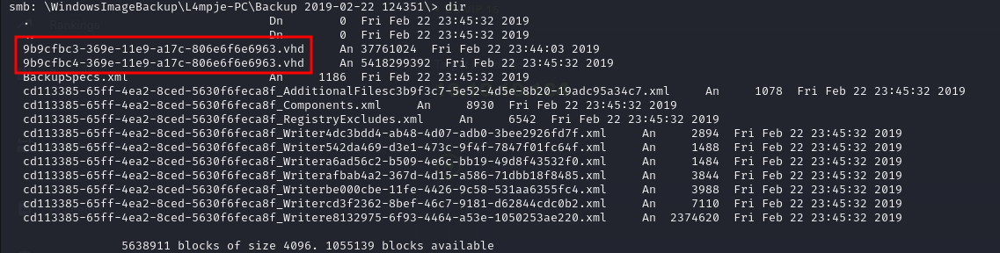 smb: \WindowsImageBackup\L4mpje-PC\Backup 2019-02-22 124351\> dir
. Dn 0 Fri Feb 22 23:45:32 2019
.. Dn 0 Fri Feb 22 23:45:32 2019
9b9cfbc3-369e-11e9-a17c-806e6f6e6963.vhd An 37761024 Fri Feb 22 23:44:03 2019
9b9cfbc4-369e-11e9-a17c-806e6f6e6963.vhd An 5418299392 Fri Feb 22 23:45:32 2019
BackupSpecs.xml An 1186 Fri Feb 22 23:45:32 2019
cd113385-65ff-4ea2-8ced-5630f6feca8f_AdditionalFilesc3b9f3c7-5e52-4d5e-8b20-19adc95a34c7.xml An 1078 Fri Feb 22 23:45:32 2019
cd113385-65ff-4ea2-8ced-5630f6feca8f_Components.xml An 8930 Fri Feb 22 23:45:32 2019
cd113385-65ff-4ea2-8ced-5630f6feca8f_RegistryExcludes.xml An 6542 Fri Feb 22 23:45:32 2019
cd113385-65ff-4ea2-8ced-5630f6feca8f_Writer4dc3bdd4-ab48-4d07-adb0-3bee2926fd7f.xml An 2894 Fri Feb 22 23:45:32 2019
cd113385-65ff-4ea2-8ced-5630f6feca8f_Writer542da469-d3e1-473c-9f4f-7847f01fc64f.xml An 1488 Fri Feb 22 23:45:32 2019
cd113385-65ff-4ea2-8ced-5630f6feca8f_Writera6ad56c2-b509-4e6c-bb19-49d8f43532f0.xml An 1484 Fri Feb 22 23:45:32 2019
cd113385-65ff-4ea2-8ced-5630f6feca8f_Writerafbab4a2-367d-4d15-a586-71dbb18f8485.xml An 3844 Fri Feb 22 23:45:32 2019
cd113385-65ff-4ea2-8ced-5630f6feca8f_Writerbe000cbe-11fe-4426-9c58-531aa6355fc4.xml An 3988 Fri Feb 22 23:45:32 2019
cd113385-65ff-4ea2-8ced-5630f6feca8f_Writercd3f2362-8bef-46c7-9181-d62844cdc0b2.xml An 7110 Fri Feb 22 23:45:32 2019
cd113385-65ff-4ea2-8ced-5630f6feca8f_Writere8132975-6f93-4464-a53e-1050253ae220.xml An 2374620 Fri Feb 22 23:45:32 2019
5638911 blocks of size 4096. 1055139 blocks available